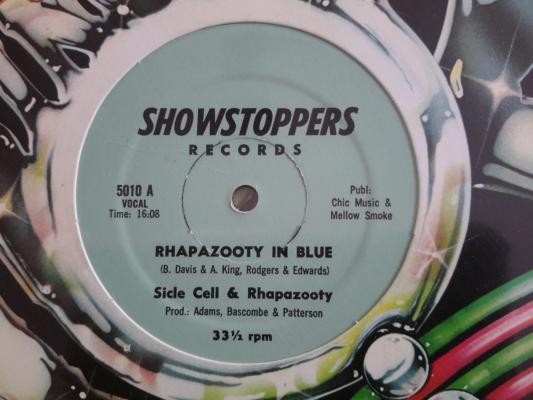 SHOWSTOPPERS
RECORDS
5010 A
VOCAL
Time: 16:08
Publ:
Chic Music &
Mellow Smoke
RHAPAZOOTY IN BLUE
(B. Davis & A. King, Rodgers & Edwards)
Sicle Cell & Rhapazooty
Prod.: Adams, Bascombe & Patterson
33½ rpm